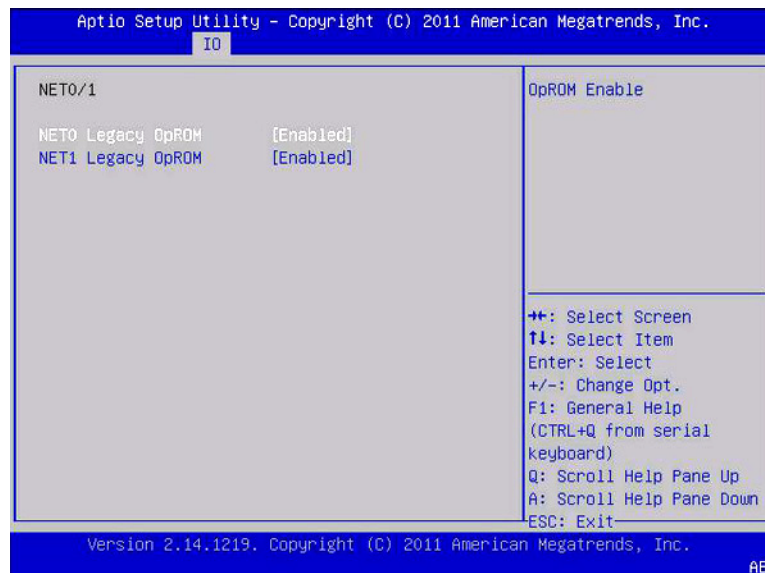 Aptio Setup Utility - Copyright (C) 2011 American Megatrends, Inc.
IO
NET0/1
NET0 Legacy OpROM [Enabled]
NET1 Legacy OpROM [Enabled]
OpROM Enable
→←: Select Screen
↑↓: Select Item
Enter: Select
+/-: Change Opt.
F1: General Help
(CTRL+Q from serial
keyboard)
Q: Scroll Help Pane Up
A: Scroll Help Pane Down
ESC: Exit
Version 2.14.1219. Copyright (C) 2011 American Megatrends, Inc.